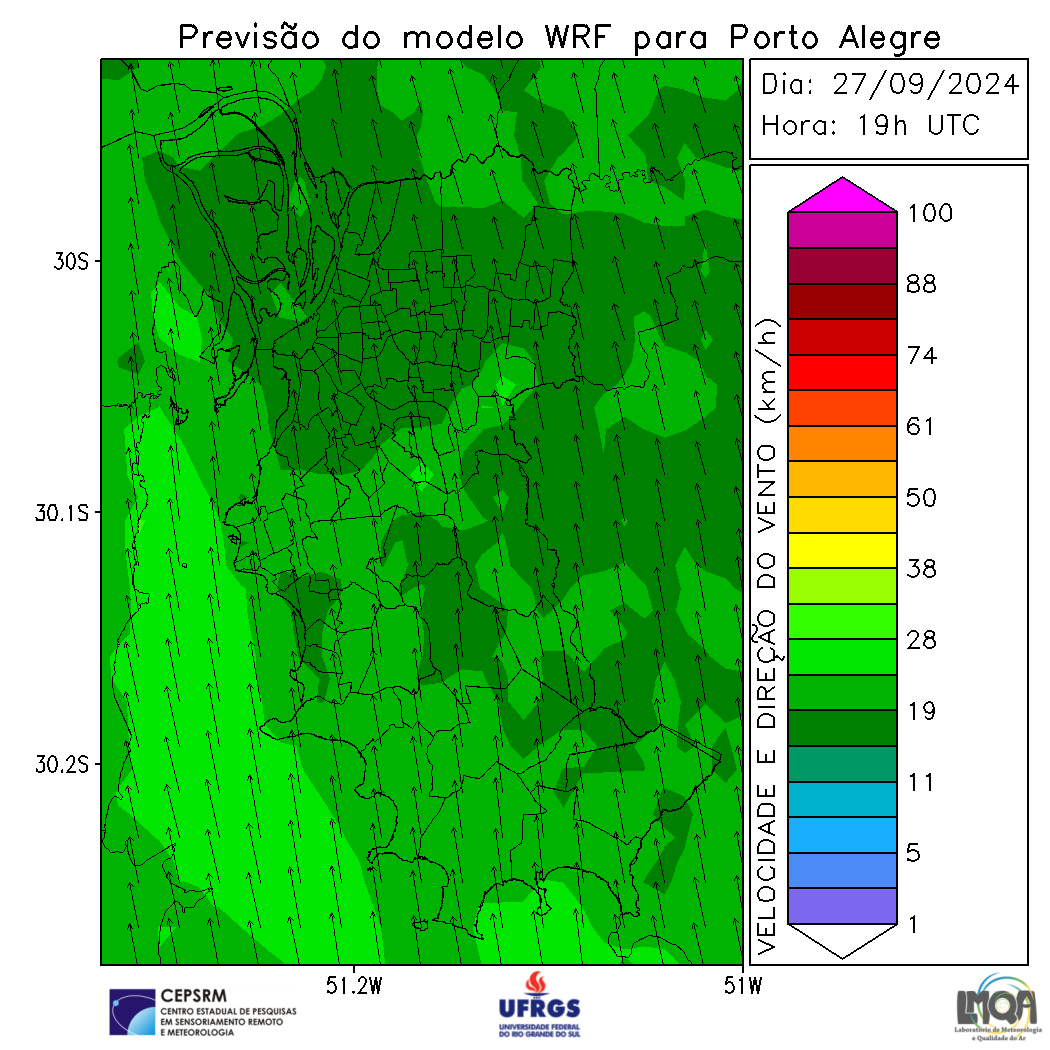 Previsão do modelo WRF para Porto Alegre
Dia: 27/09/2024
Hora: 19h UTC
30S
30.1S
30.2S
51.2W
51W
VELOCIDADE E DIREÇÃO DO VENTO (km/h)
100
88
74
61
50
38
28
19
11
5
1
CEPSRM
CENTRO ESTADUAL DE PESQUISAS
EM SENSORIAMENTO REMOTO
E METEOROLOGIA
UFRGS
UNIVERSIDADE FEDERAL
DO RIO GRANDE DO SUL
LMQA
Laboratório de Meteorologia
e Qualidade do Ar